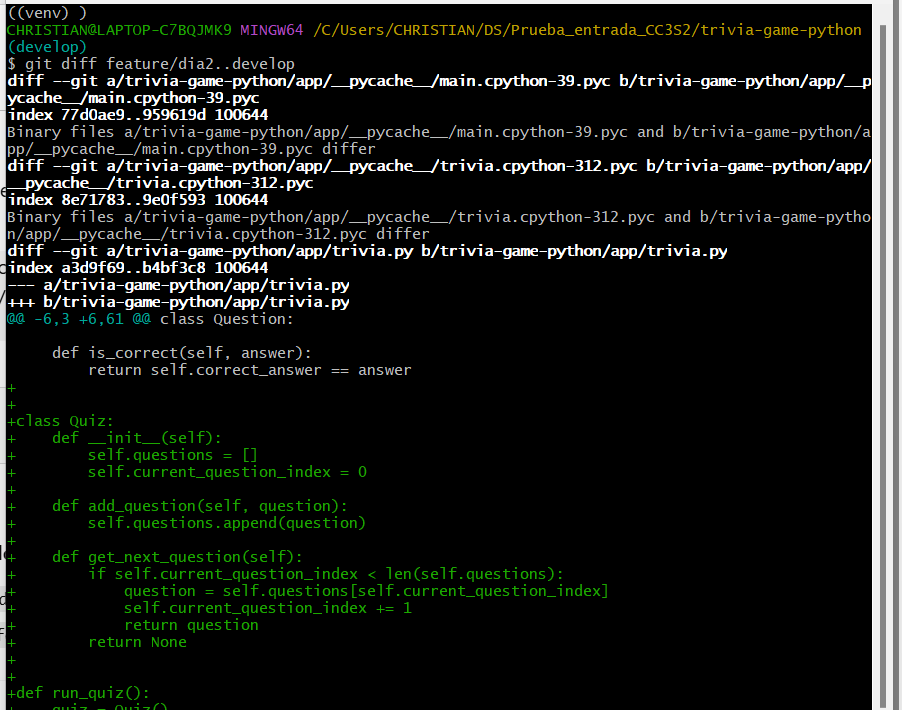 ((venv) )
CHRISTIAN@LAPTOP-C7BQJMK9 MINGW64 /C/Users/CHRISTIAN/DS/Prueba_entrada_CC3S2/trivia-game-python
(develop)
$ git diff feature/dia2..develop
diff --git a/trivia-game-python/app/__pycache__/main.cpython-39.pyc b/trivia-game-python/app/__p
ycache__/main.cpython-39.pyc
index 77d0ae9..959619d 100644
Binary files a/trivia-game-python/app/__pycache__/main.cpython-39.pyc and b/trivia-game-python/a
pp/__pycache__/main.cpython-39.pyc differ
diff --git a/trivia-game-python/app/__pycache__/trivia.cpython-312.pyc b/trivia-game-python/app/
__pycache__/trivia.cpython-312.pyc
index 8e71783..9e0f593 100644
Binary files a/trivia-game-python/app/__pycache__/trivia.cpython-312.pyc and b/trivia-game-pytho
n/app/__pycache__/trivia.cpython-312.pyc differ
diff --git a/trivia-game-python/app/trivia.py b/trivia-game-python/app/trivia.py
index a3d9f69..b4bf3c8 100644
--- a/trivia-game-python/app/trivia.py
+++ b/trivia-game-python/app/trivia.py
@@ -6,3 +6,61 @@ class Question:

     def is_correct(self, answer):
         return self.correct_answer == answer
+
+
+class Quiz:
+    def __init__(self):
+        self.questions = []
+        self.current_question_index = 0
+
+    def add_question(self, question):
+        self.questions.append(question)
+
+    def get_next_question(self):
+        if self.current_question_index < len(self.questions):
+            question = self.questions[self.current_question_index]
+            self.current_question_index += 1
+            return question
+        return None
+
+
+def run_quiz():
+    quiz = Quiz()